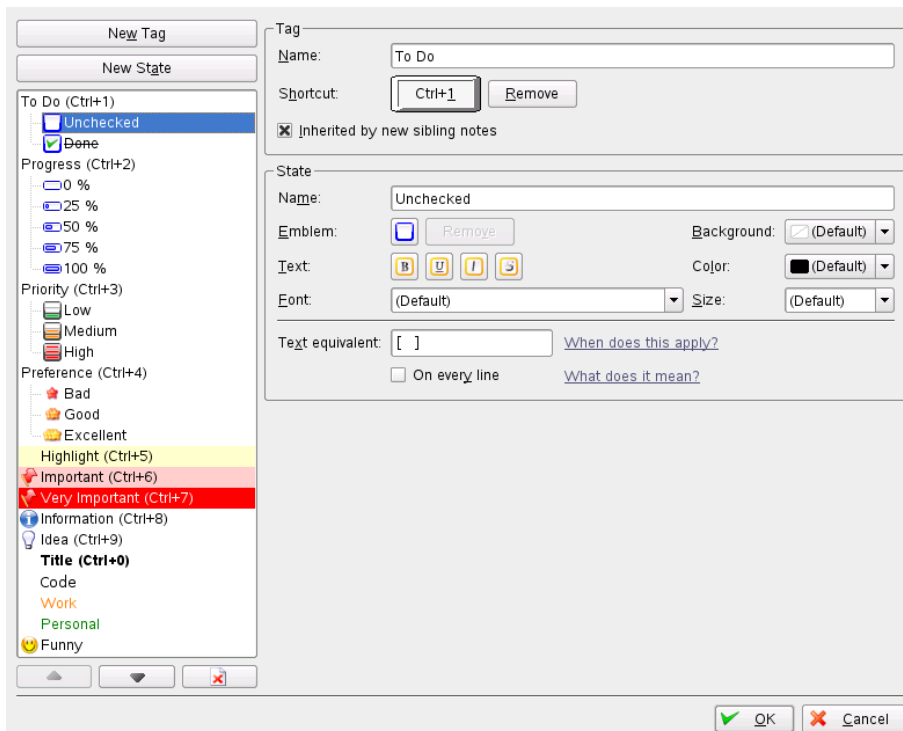 New Tag
New State
To Do (Ctrl+1)
Unchecked
Done
Progress (Ctrl+2)
0 %
25 %
50 %
75 %
100 %
Priority (Ctrl+3)
Low
Medium
High
Preference (Ctrl+4)
Bad
Good
Excellent
Highlight (Ctrl+5)
Important (Ctrl+6)
Very Important (Ctrl+7)
Information (Ctrl+8)
Idea (Ctrl+9)
Title (Ctrl+0)
Code
Work
Personal
Funny
Tag
Name: To Do
Shortcut: Ctrl+1 Remove
Inherited by new sibling notes
State
Name: Unchecked
Emblem: Remove Background: (Default)
Text: B U I S Color: (Default)
Font: (Default) Size: (Default)
Text equivalent: [ ] When does this apply?
On every line What does it mean?
OK Cancel